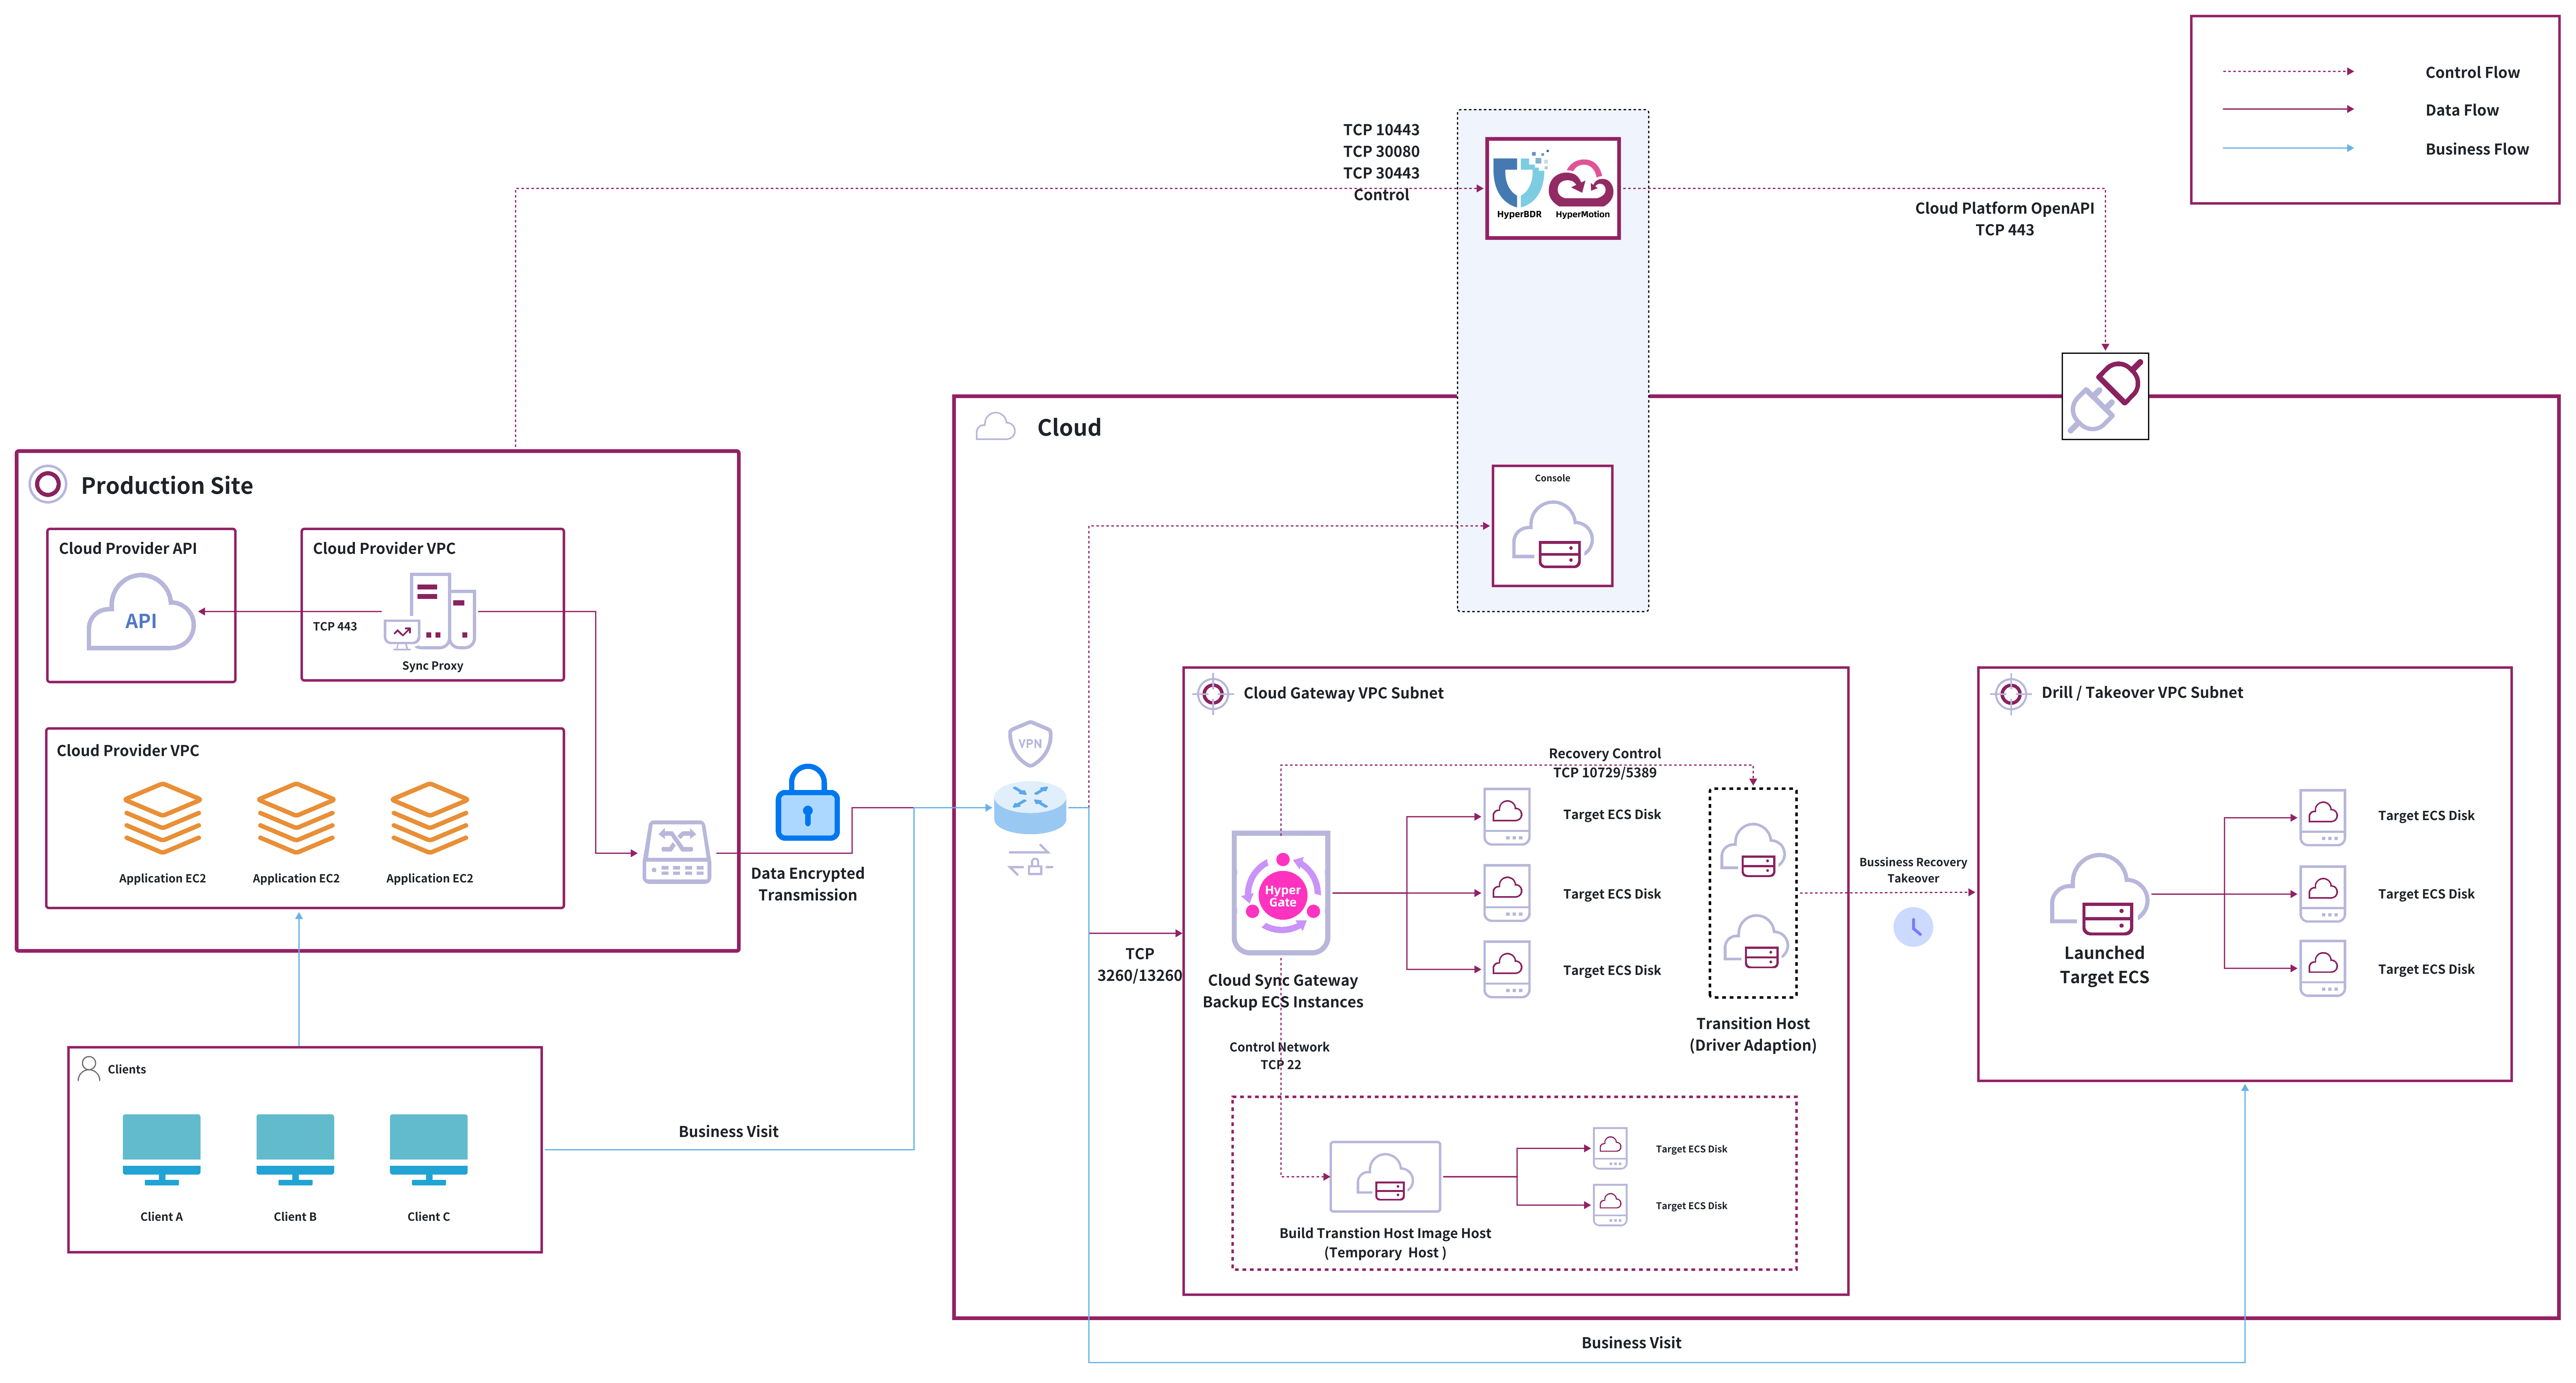 Control Flow
Data Flow
Business Flow
TCP 10443
TCP 30080
TCP 30443
Control
HyperBDR
HyperMotion
Cloud Platform OpenAPI
TCP 443
Cloud
Console
Production Site
Cloud Provider API
API
Cloud Provider VPC
TCP 443
Sync Proxy
Cloud Provider VPC
Application EC2
Application EC2
Application EC2
Data Encrypted
Transmission
VPN
TCP
3260/13260
Clients
Client A
Client B
Client C
Business Visit
Cloud Gateway VPC Subnet
Recovery Control
TCP 10729/5389
Hyper
Gate
Cloud Sync Gateway
Backup ECS Instances
Target ECS Disk
Target ECS Disk
Target ECS Disk
Transition Host
(Driver Adaption)
Control Network
TCP 22
Build Transtion Host Image Host
(Temporary Host )
Target ECS Disk
Target ECS Disk
Bussiness Recovery
Takeover
Drill / Takeover VPC Subnet
Launched
Target ECS
Target ECS Disk
Target ECS Disk
Target ECS Disk
Business Visit